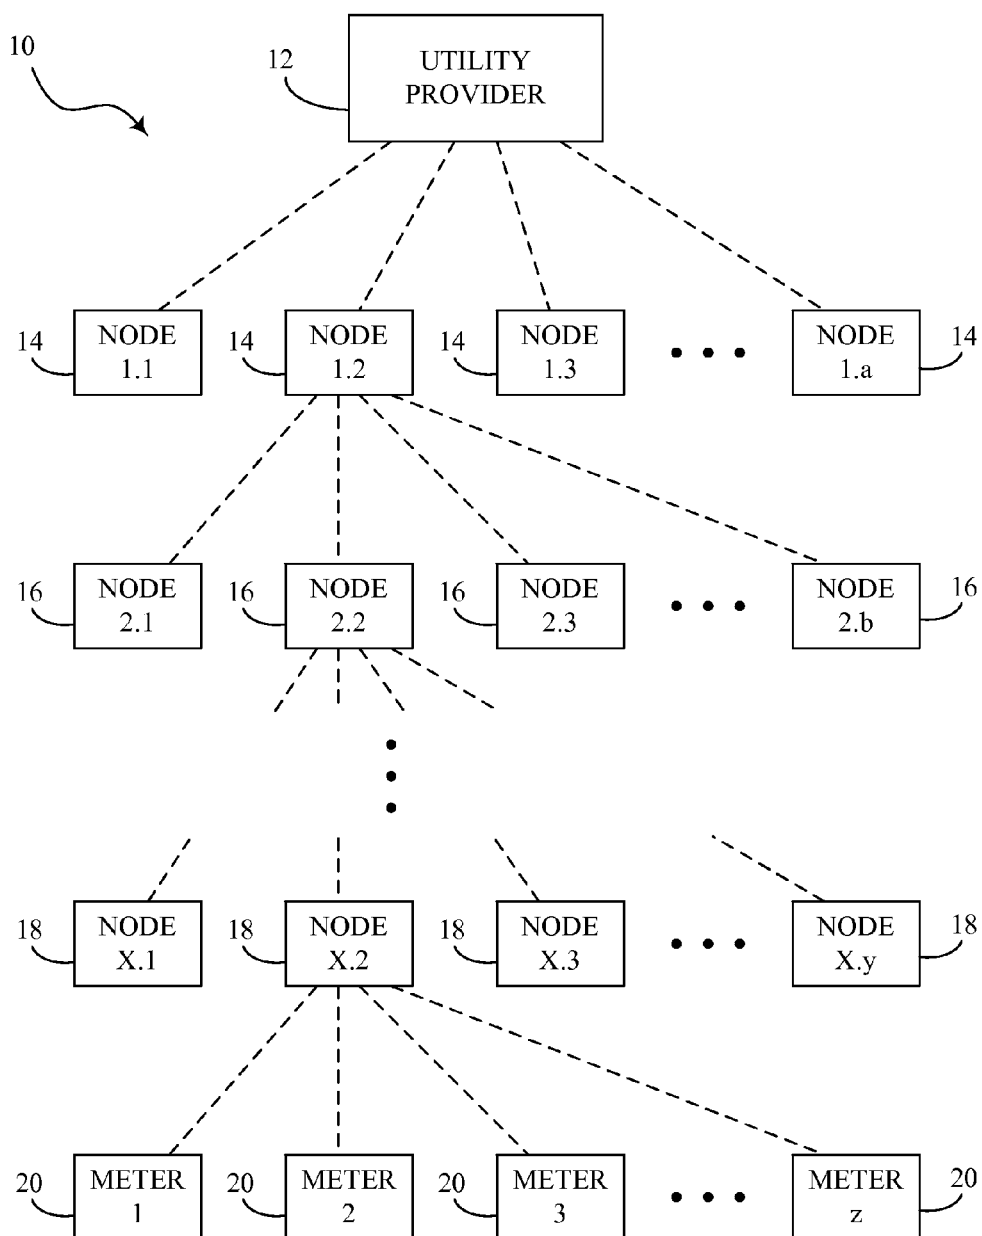 10
12
UTILITY
PROVIDER
14
NODE
1.1
14
NODE
1.2
14
NODE
1.3
NODE
1.a
14
16
NODE
2.1
16
NODE
2.2
16
NODE
2.3
NODE
2.b
16
18
NODE
X.1
18
NODE
X.2
18
NODE
X.3
NODE
X.y
18
20
METER
1
20
METER
2
20
METER
3
METER
z
20